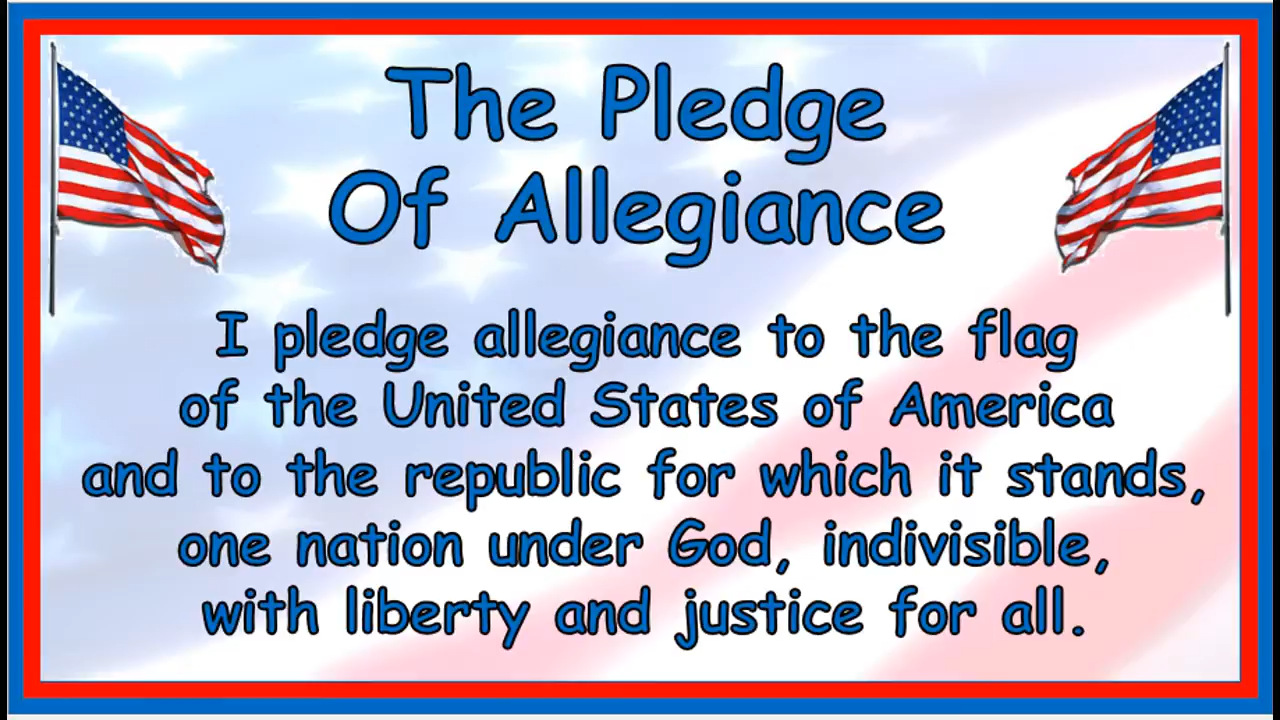 The Pledge
Of Allegiance
I pledge allegiance to the flag
of the United States of America
and to the republic for which it stands,
one nation under God, indivisible,
with liberty and justice for all.